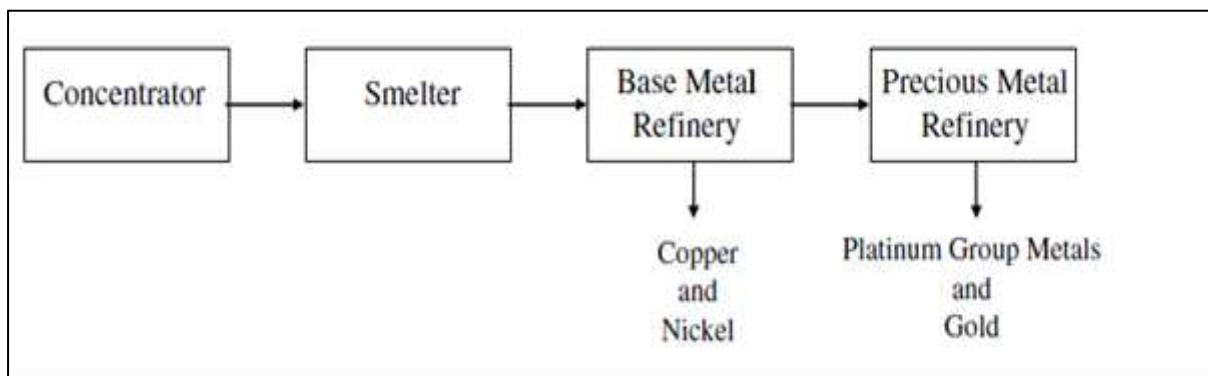 Concentrator
Smelter
Base Metal
Refinery
Precious Metal
Refinery
Copper
and
Nickel
Platinum Group Metals
and
Gold